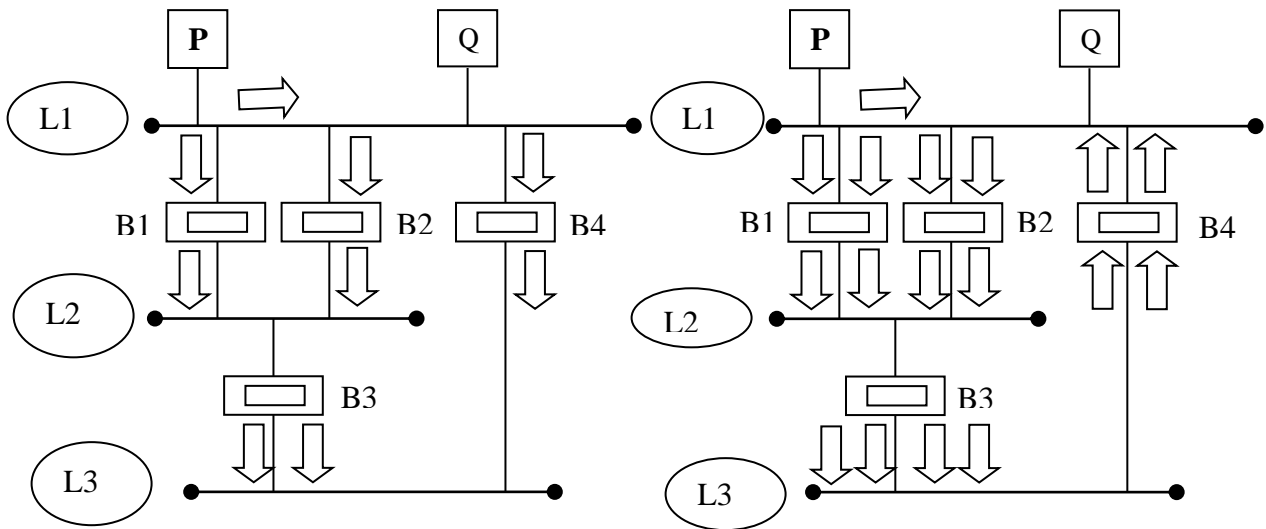 P Q P Q
L1 L1
B1 B2 B4 B1 B2 B4
L2 L2
B3 B3
L3 L3